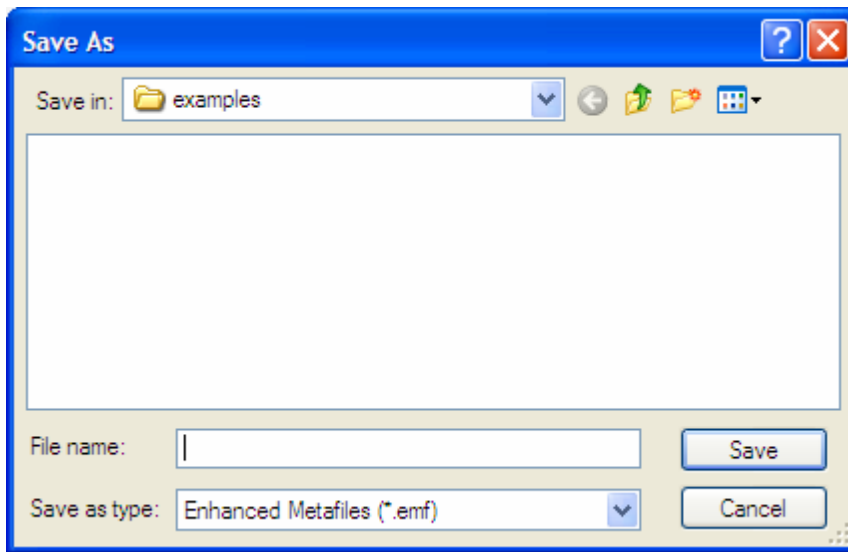 Save As
Save in: examples
File name:
Save
Save as type: Enhanced Metafiles (*.emf)
Cancel